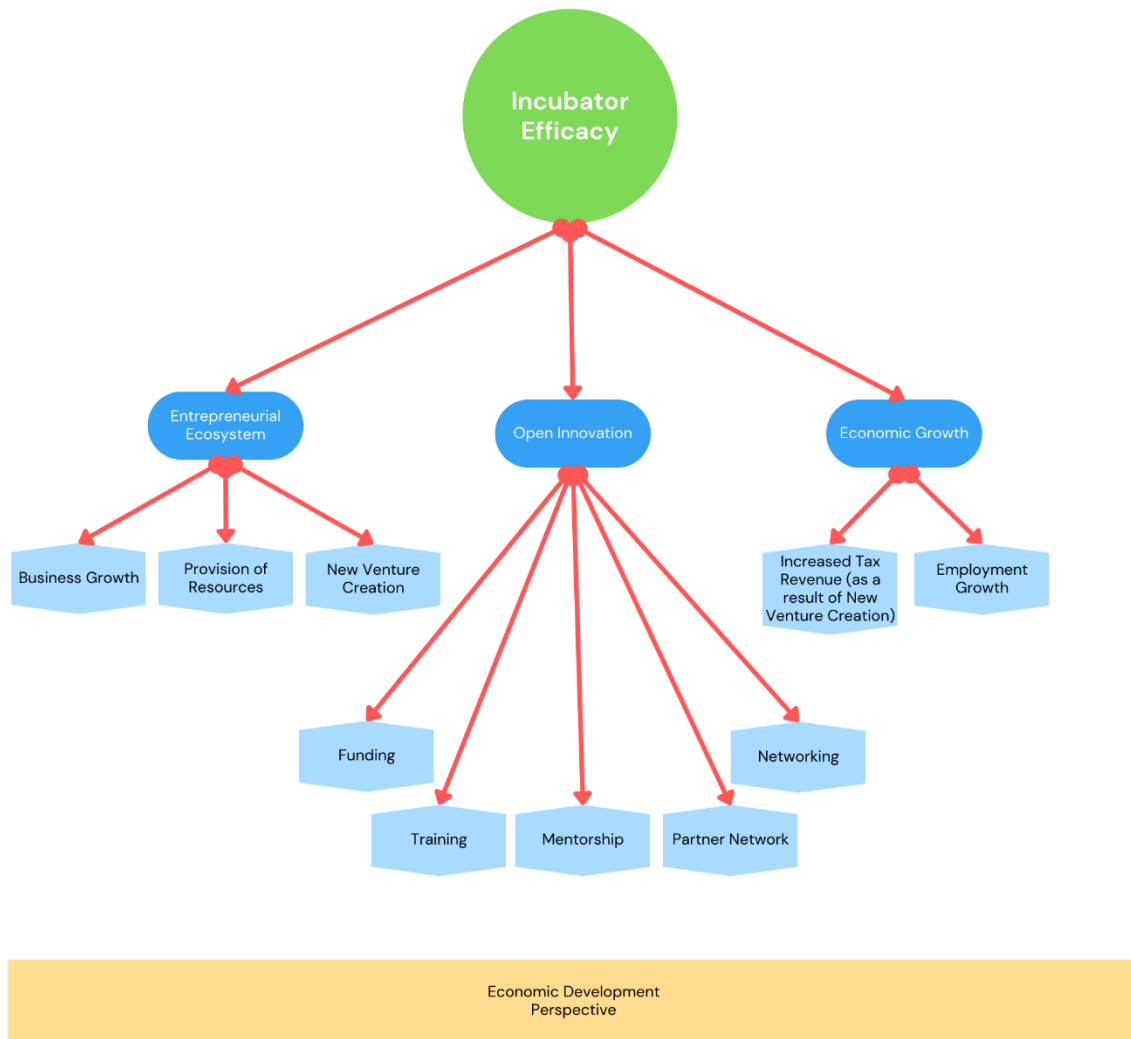 Incubator
Efficacy
Entrepreneurial
Ecosystem
Open Innovation
Economic Growth
Business Growth
Provision of
Resources
New Venture
Creation
Increased Tax
Revenue (as a
result of New
Venture Creation)
Employment
Growth
Funding
Networking
Training
Mentorship
Partner Network
Economic Development
Perspective